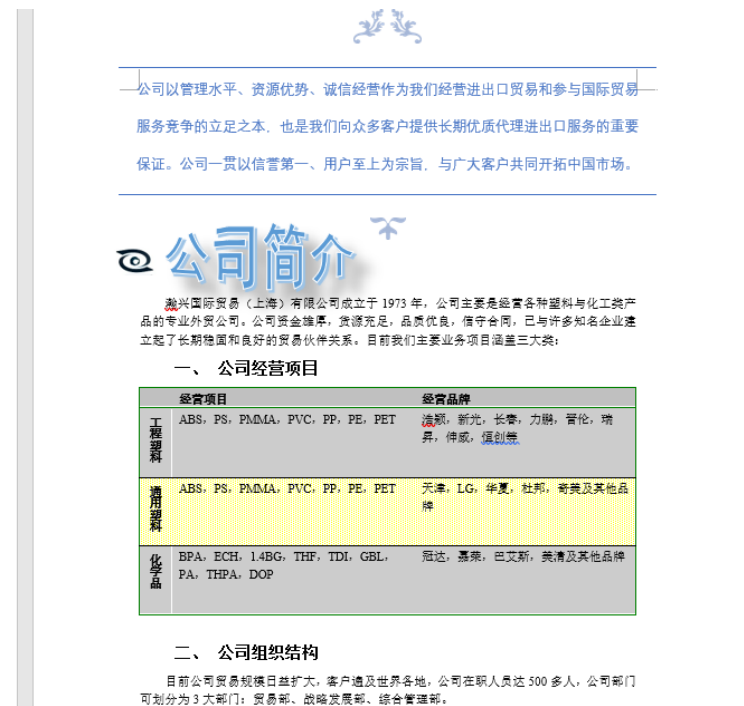 公司以管理水平、资源优势、诚信经营作为我们经营进出口贸易和参与国际贸易
服务竞争的立足之本，也是我们向众多客户提供长期优质代理进出口服务的重要
保证。公司一贯以信誉第一、用户至上为宗旨，与广大客户共同开拓中国市场。
公司简介
瀚兴国际贸易（上海）有限公司成立于 1973 年，公司主要是经营各种塑料与化工类产
品的专业外贸公司。公司资金雄厚，货源充足，品质优良，信守合同，已与许多知名企业建
立起了长期稳固和良好的贸易伙伴关系。目前我们主要业务项目涵盖三大类：
一、 公司经营项目
经营项目 经营品牌
工程塑料 ABS，PS，PMMA，PVC，PP，PE，PET 浩颖，新光，长春，力鹏，晋伦，瑞
昇，伸威，恒创等
通用塑料 ABS，PS，PMMA，PVC，PP，PE，PET 天津，LG，华夏，杜邦，奇美及其他品
牌
化学品 BPA，ECH，1.4BG，THF，TDI，GBL， 冠达，嘉荣，巴艾斯，美清及其他品牌
PA，THPA，DOP
二、 公司组织结构
目前公司贸易规模日益扩大，客户遍及世界各地，公司在职人员达 500 多人，公司部门
可划分为 3 大部门：贸易部、战略发展部、综合管理部。